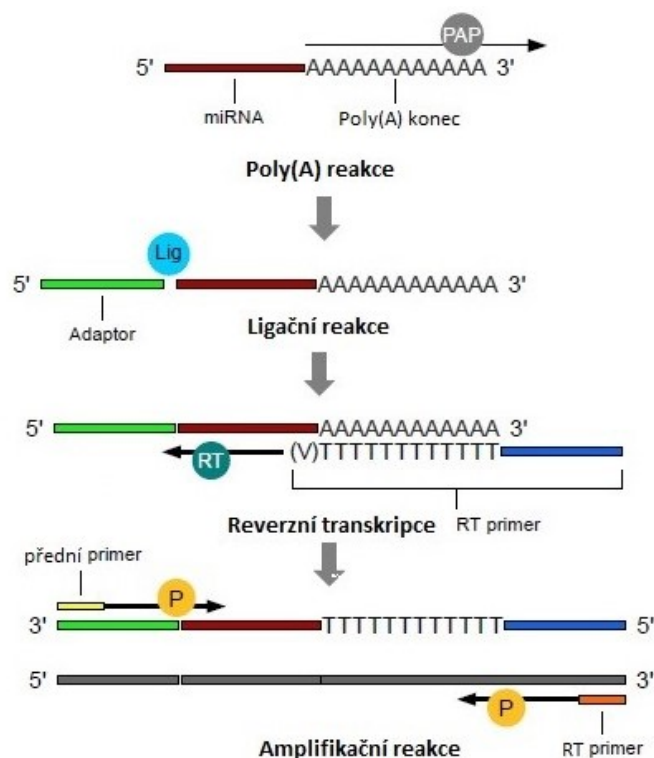 PAP
5' AAAAAAAAAAAA 3'
miRNA Poly(A) konec
Poly(A) reakce
Lig
5' AAAAAAAAAAAA 3'
Adaptor
Ligační reakce
5' AAAAAAAAAAAA 3'
RT (V)TTTTTTTTTTTT
Reverzní transkripce RT primer
přední primer
P
3' TTTTTTTTTTTT 5'
5' 3'
P
Amplifikační reakce RT primer